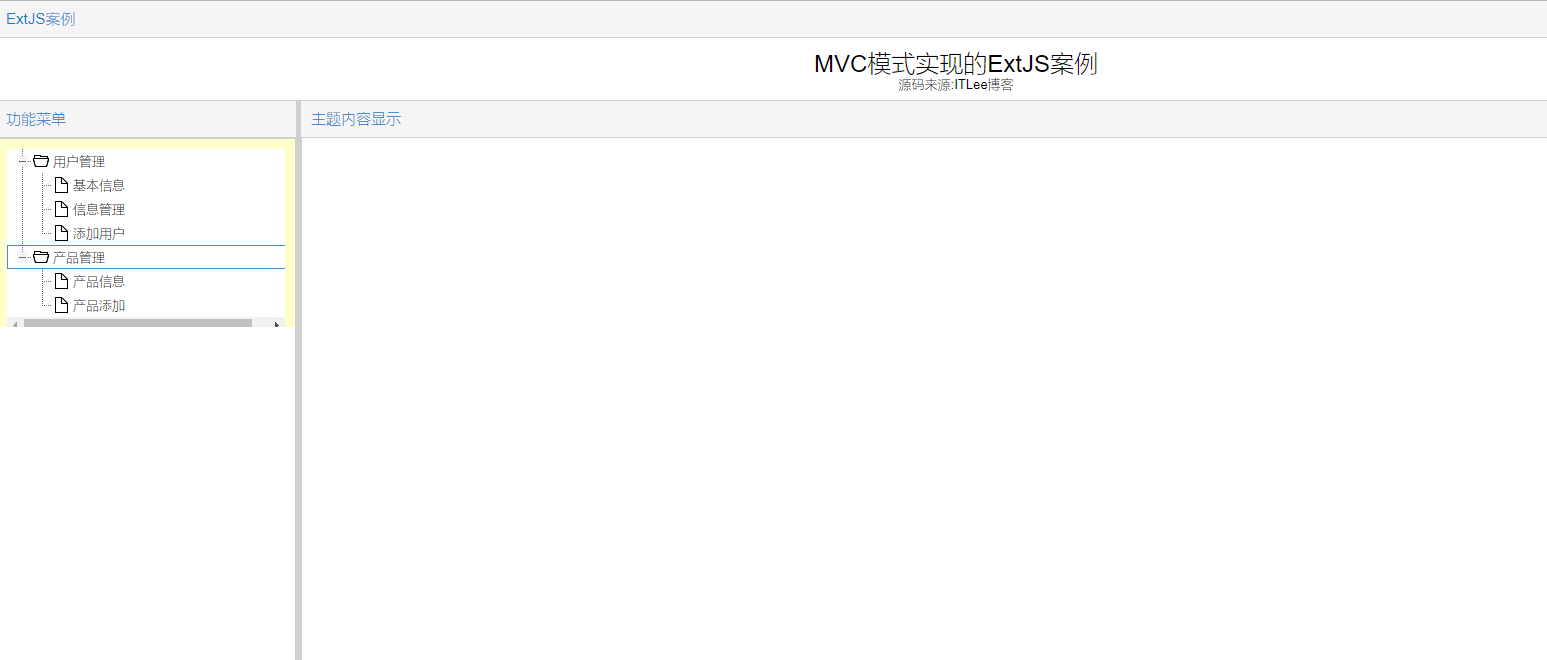 ExtJS案例
MVC模式实现的ExtJS案例
源码来源:ITLee博客
功能菜单
主题内容显示
用户管理
基本信息
信息管理
添加用户
产品管理
产品信息
产品添加